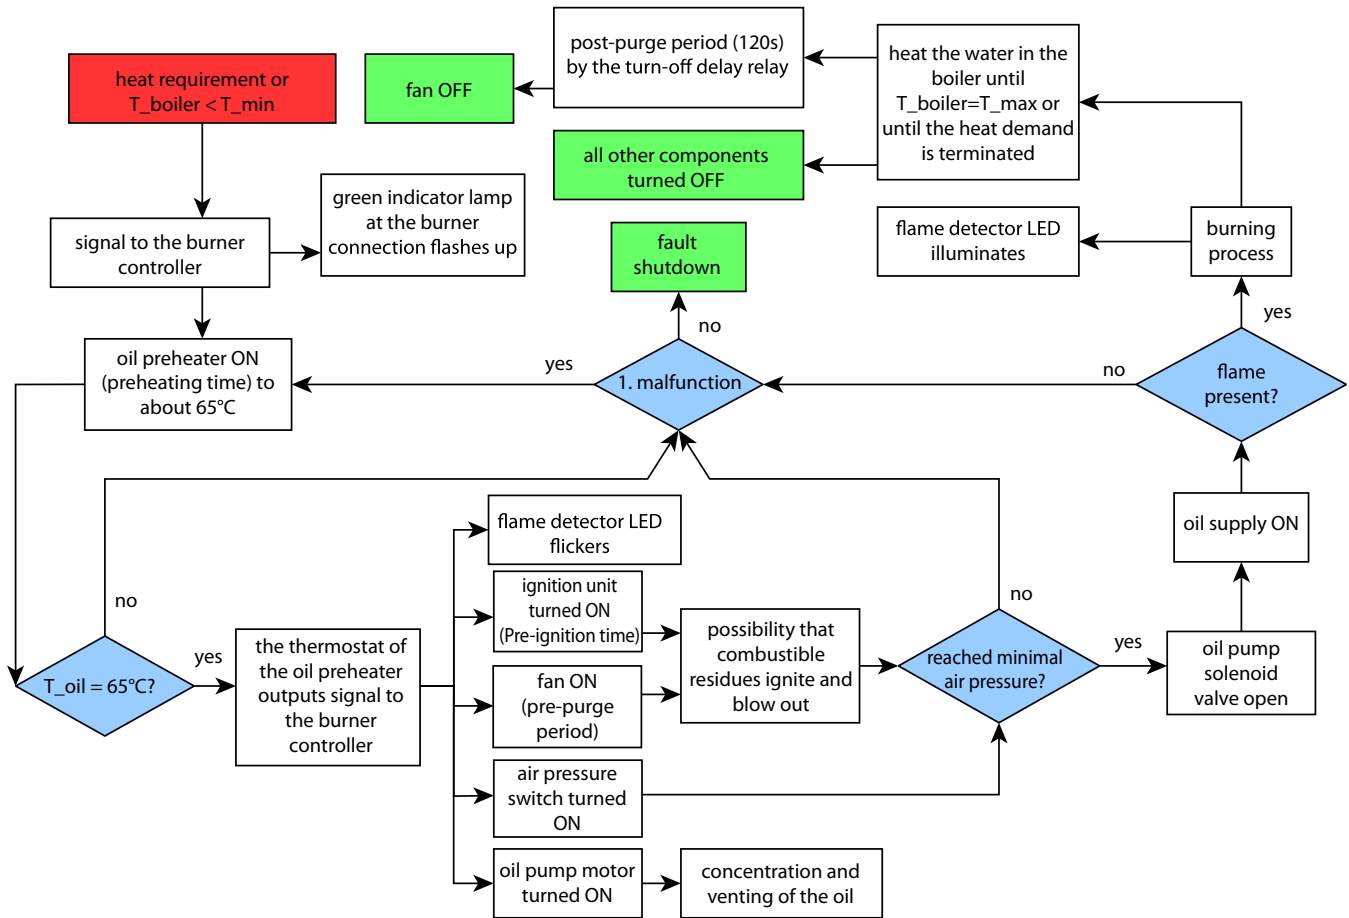 heat requirement or
T_boiler < T_min
fan OFF
post-purge period (120s)
by the turn-off delay relay
heat the water in the
boiler until
T_boiler=T_max or
until the heat demand
is terminated
all other components
turned OFF
green indicator lamp
at the burner
connection flashes up
signal to the burner
controller
fault
shutdown
flame detector LED
illuminates
burning
process
no
yes
oil preheater ON
(preheating time) to
about 65°C
yes
1. malfunction
no
flame
present?
oil supply ON
flame detector LED
flickers
ignition unit
turned ON
(Pre-ignition time)
no
no
T_oil = 65°C?
yes
the thermostat of
the oil preheater
outputs signal to
the burner
controller
fan ON
(pre-purge
period)
possibility that
combustible
residues ignite and
blow out
reached minimal
air pressure?
yes
oil pump
solenoid
valve open
air pressure
switch turned
ON
oil pump motor
turned ON
concentration and
venting of the oil